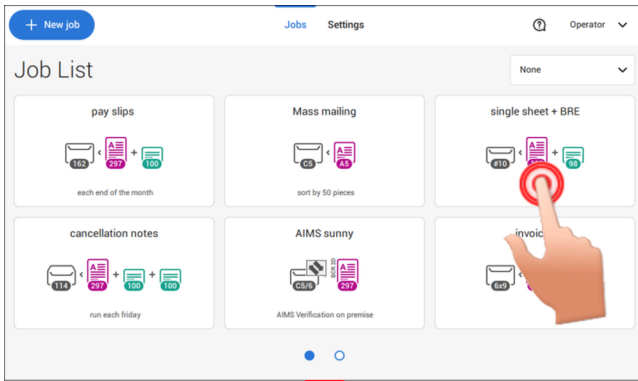 + New job
Jobs
Settings
Operator
Job List
None
pay slips
162 < 297 + 100
each end of the month
Mass mailing
C5 < A5
sort by 50 pieces
single sheet + BRE
#10 < + 98
cancellation notes
114 < 297 + 100 + 100
run each friday
AIMS sunny
C5/6 BCR 2D 297
AIMS Verification on premise
6x9 <